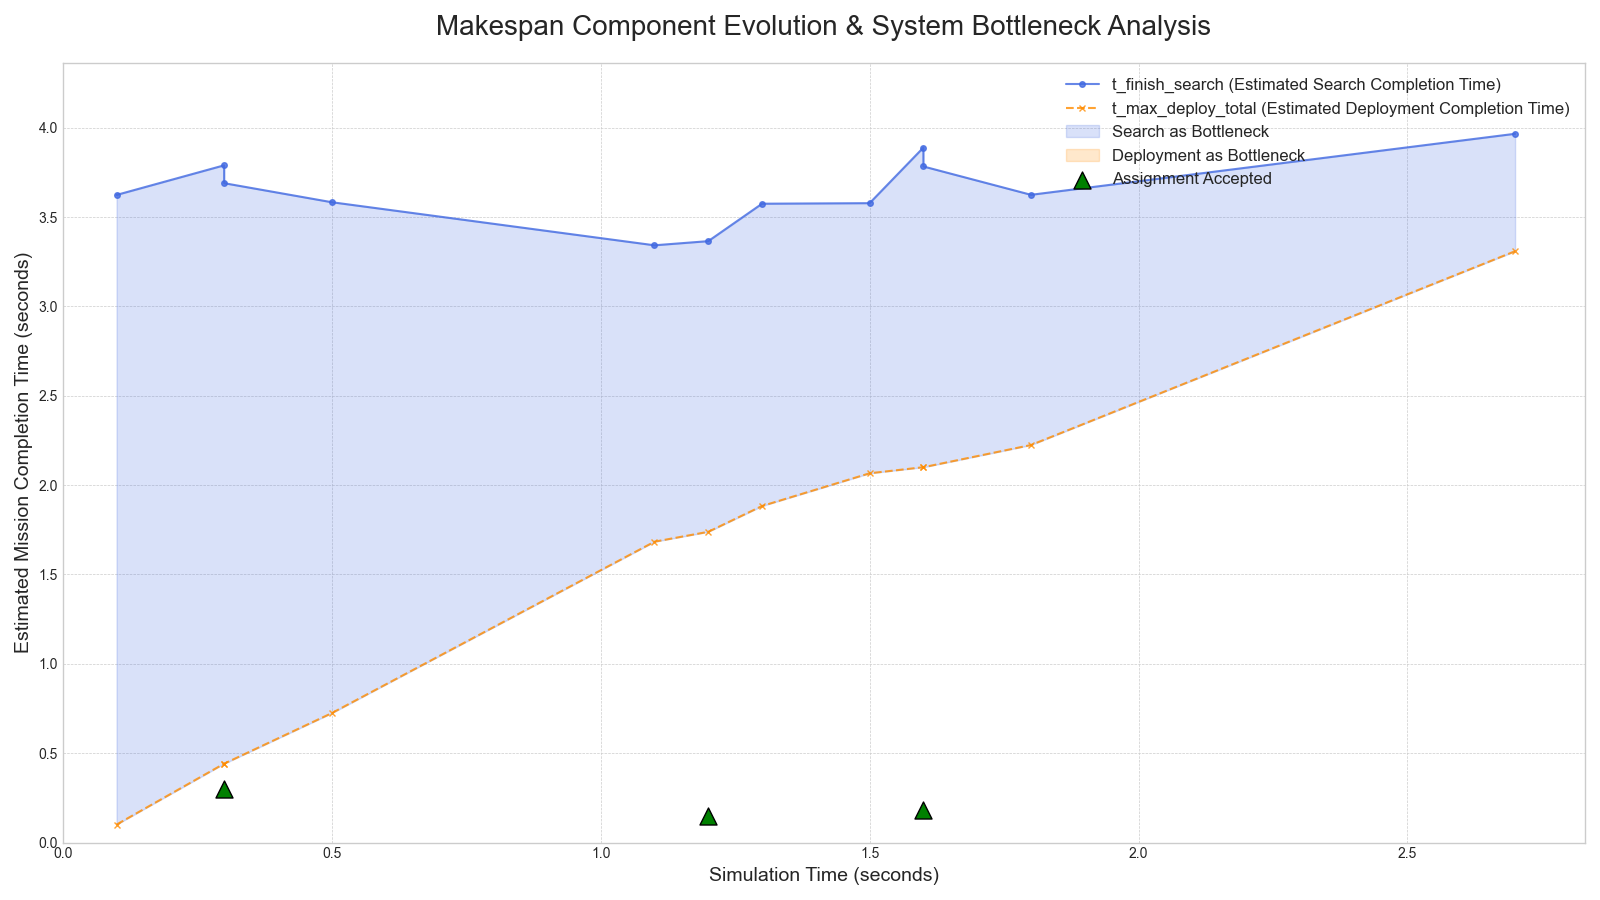 Makespan Component Evolution & System Bottleneck Analysis
t_finish_search (Estimated Search Completion Time)
t_max_deploy_total (Estimated Deployment Completion Time)
Search as Bottleneck
Deployment as Bottleneck
Assignment Accepted
Estimated Mission Completion Time (seconds)
4.0
3.5
3.0
2.5
2.0
1.5
1.0
0.5
0.0
0.0 0.5 1.0 1.5 2.0 2.5
Simulation Time (seconds)